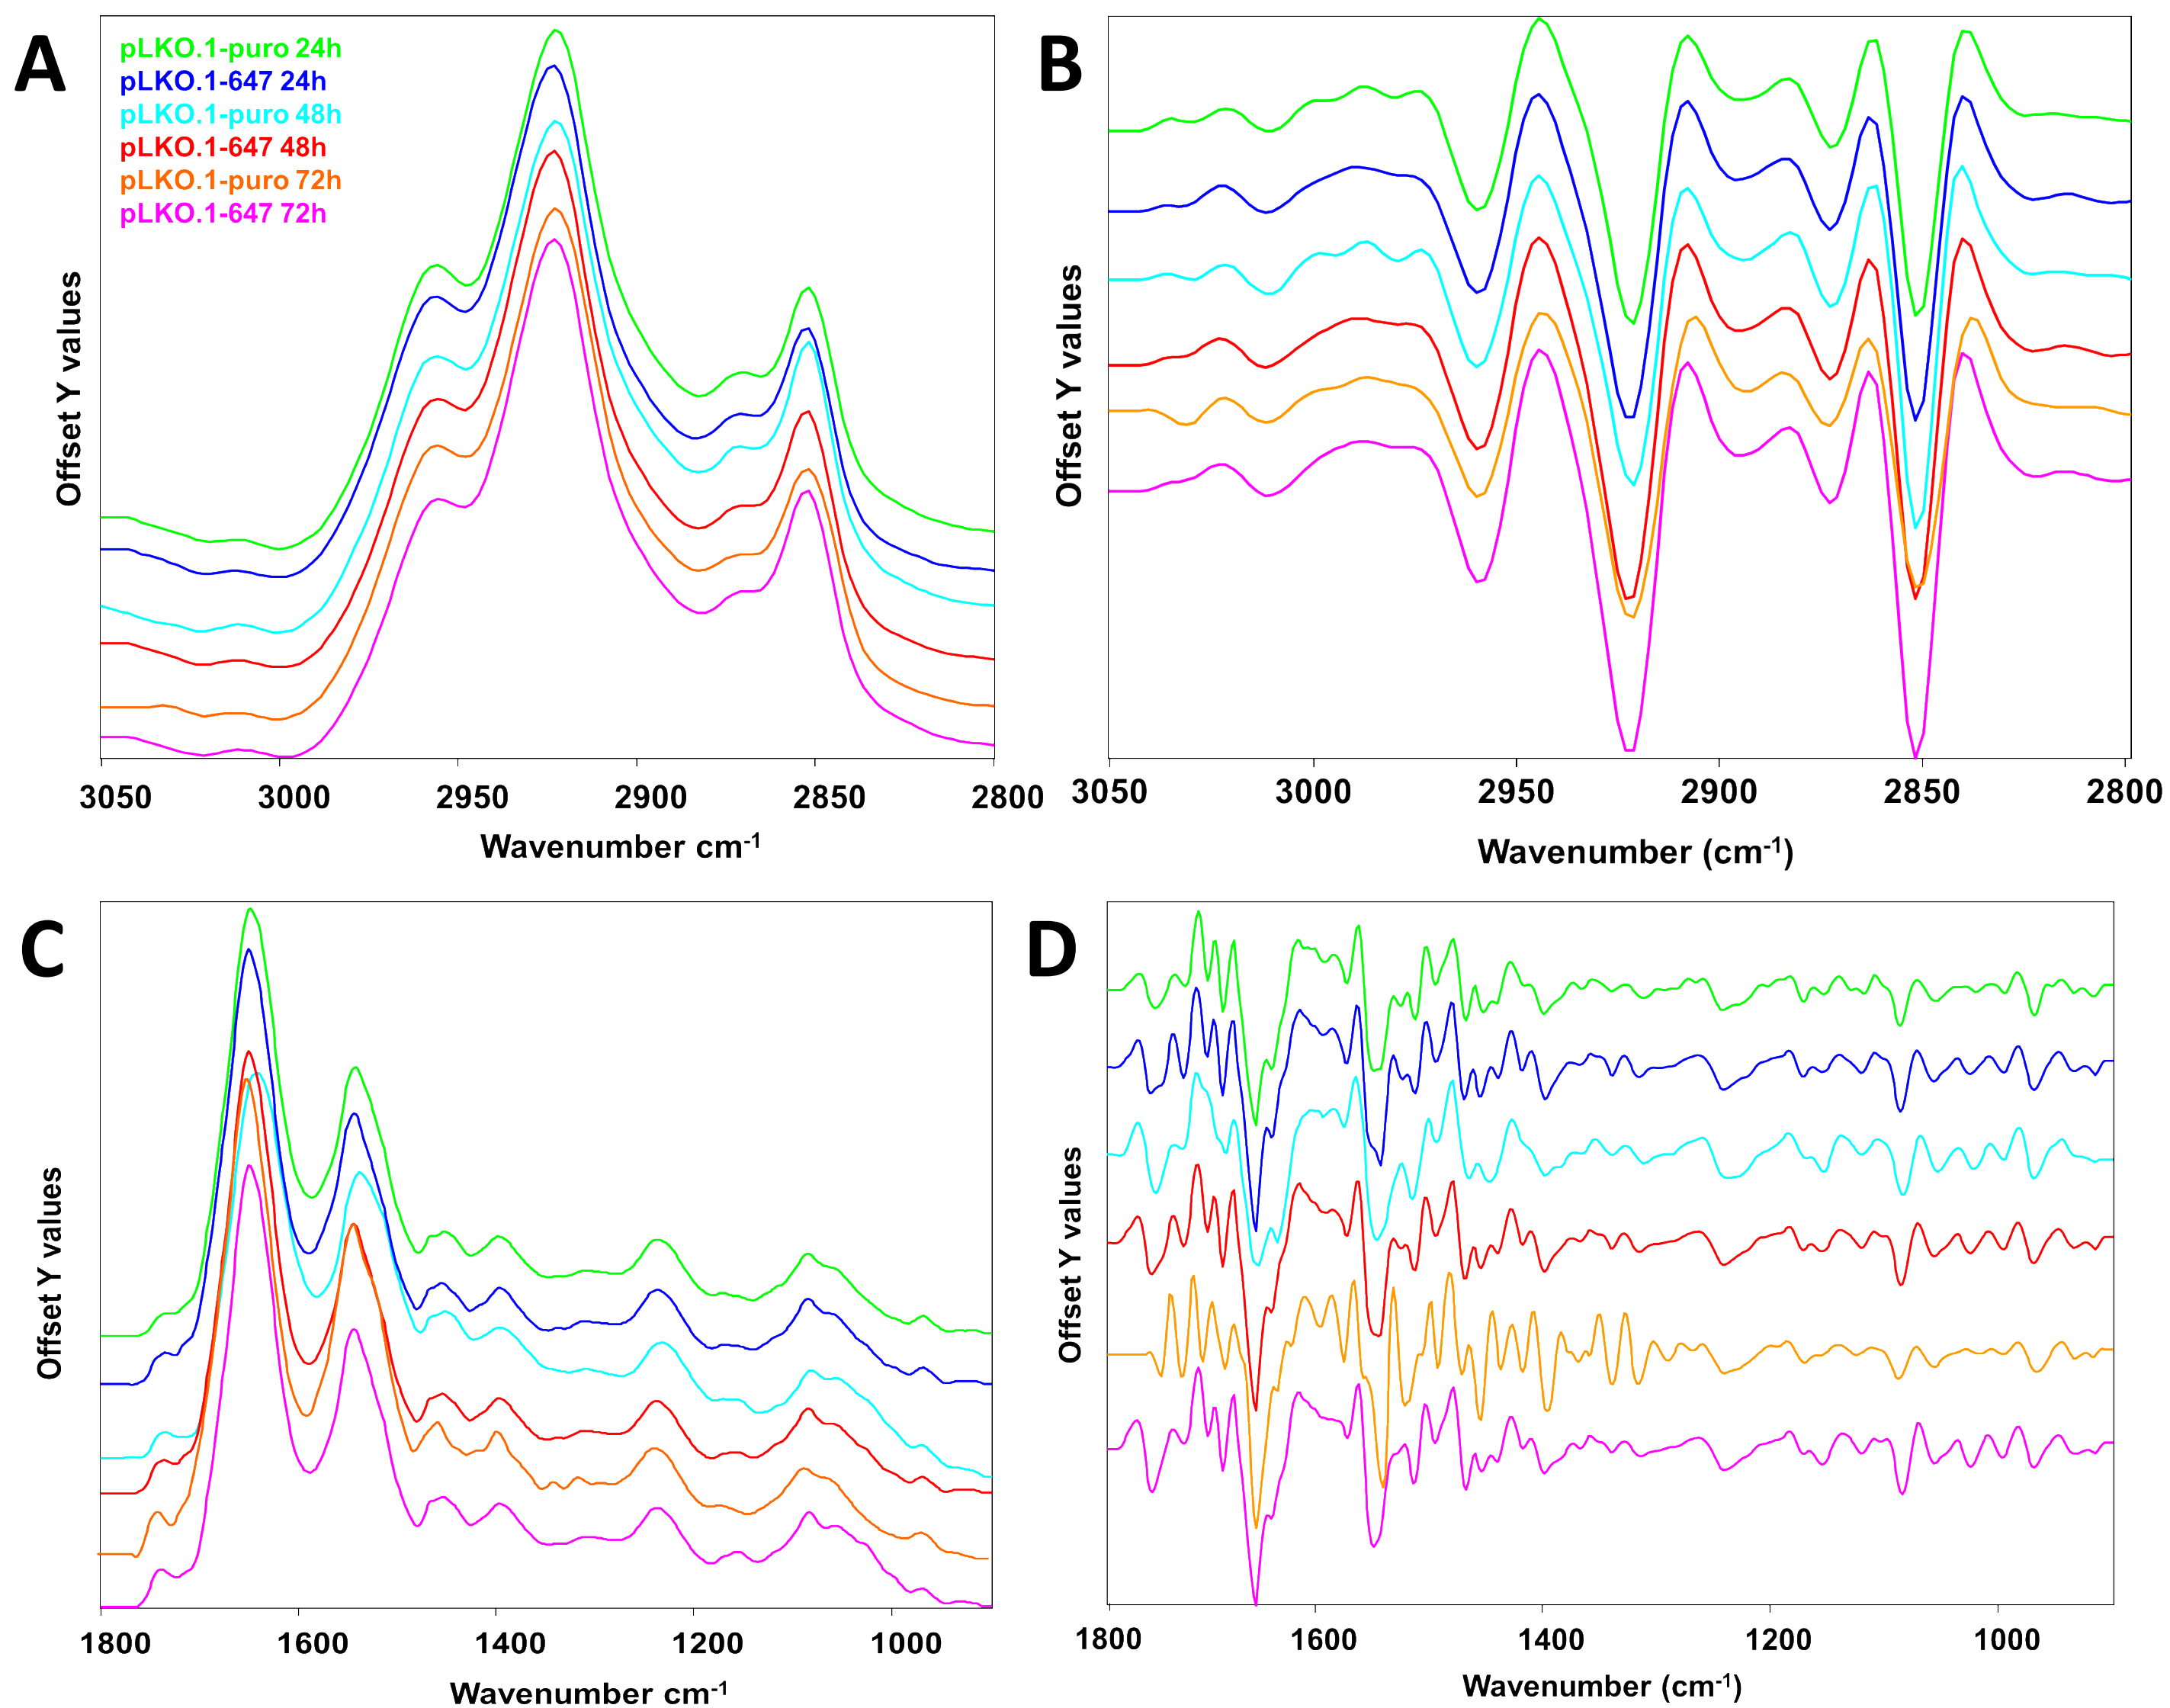 A
pLKO.1-puro 24h
pLKO.1-647 24h
pLKO.1-puro 48h
pLKO.1-647 48h
pLKO.1-puro 72h
pLKO.1-647 72h
Offset Y values
3050 3000 2950 2900 2850 2800
Wavenumber cm-1
B
Offset Y values
3050 3000 2950 2900 2850 2800
Wavenumber (cm-1)
C
Offset Y values
1800 1600 1400 1200 1000
Wavenumber cm-1
D
Offset Y values
1800 1600 1400 1200 1000
Wavenumber (cm-1)